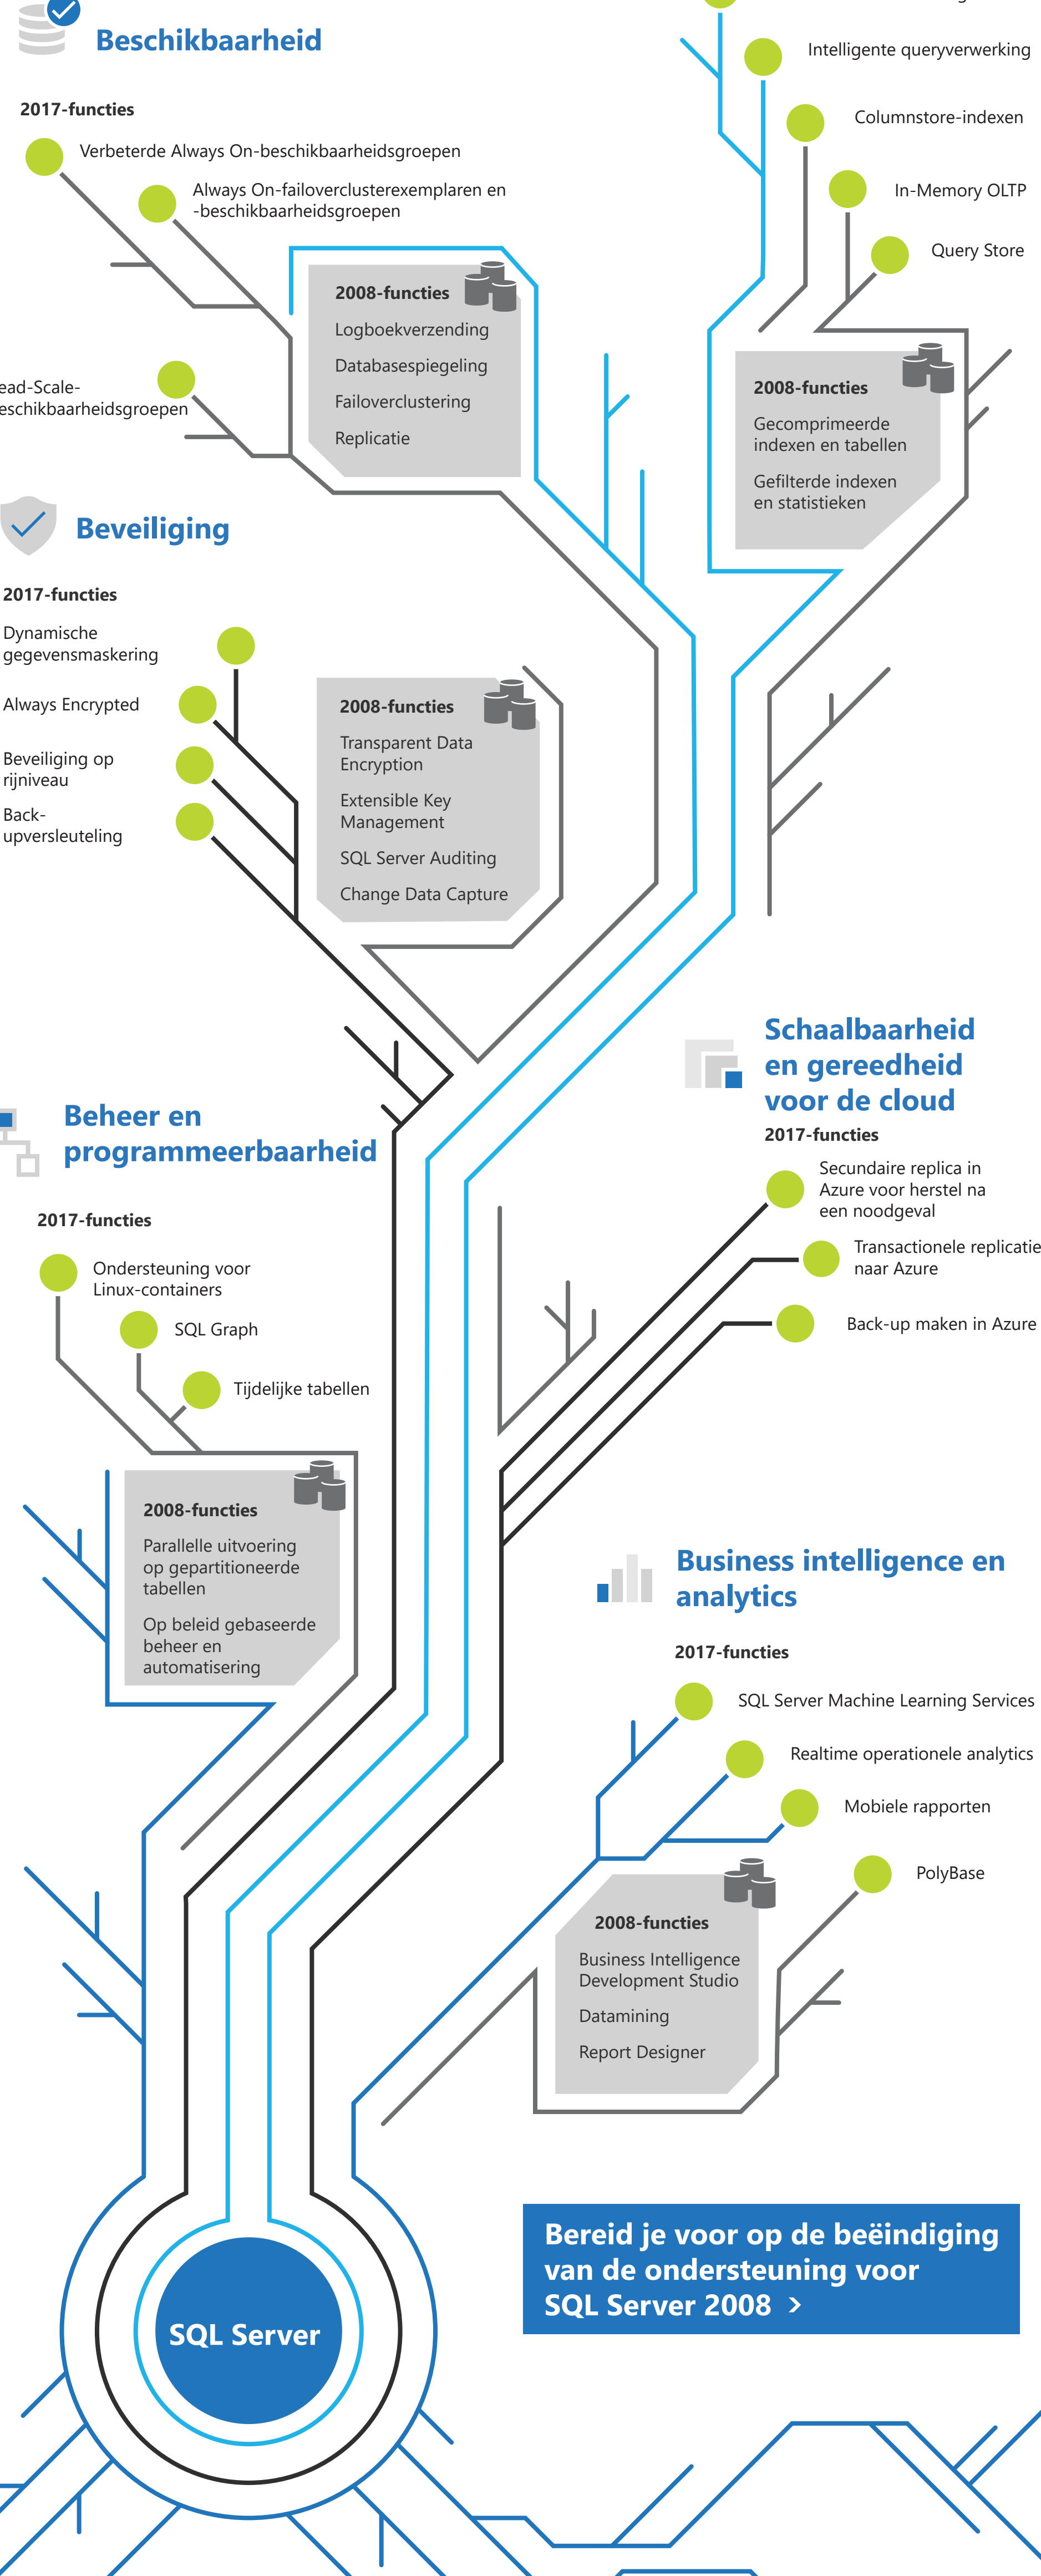 Beschikbaarheid
2017-functies
Verbeterde Always On-beschikbaarheidsgroepen
Always On-failoverclusterexemplaren en
-beschikbaarheidsgroepen
2008-functies
Logboekverzending
Databasespiegeling
Failoverclustering
Replicatie
ead-Scale-
eschikbaarheidsgroepen
Intelligente queryverwerking
Columnstore-indexen
In-Memory OLTP
Query Store
2008-functies
Gecomprimeerde
indexen en tabellen
Gefilterde indexen
en statistieken
Beveiliging
2017-functies
Dynamische
gegevensmaskering
Always Encrypted
Beveiliging op
rijniveau
Back-
upversleuteling
2008-functies
Transparent Data
Encryption
Extensible Key
Management
SQL Server Auditing
Change Data Capture
Schaalbaarheid
en gereedheid
voor de cloud
2017-functies
Secundaire replica in
Azure voor herstel na
een noodgeval
Transactionele replicatie
naar Azure
Back-up maken in Azure
Beheer en
programmeerbaarheid
2017-functies
Ondersteuning voor
Linux-containers
SQL Graph
Tijdelijke tabellen
2008-functies
Parallelle uitvoering
op gepartitioneerde
tabellen
Op beleid gebaseerde
beheer en
automatisering
Business intelligence en
analytics
2017-functies
SQL Server Machine Learning Services
Realtime operationele analytics
Mobiele rapporten
PolyBase
2008-functies
Business Intelligence
Development Studio
Datamining
Report Designer
Bereid je voor op de beëindiging
van de ondersteuning voor
SQL Server 2008 >
SQL Server